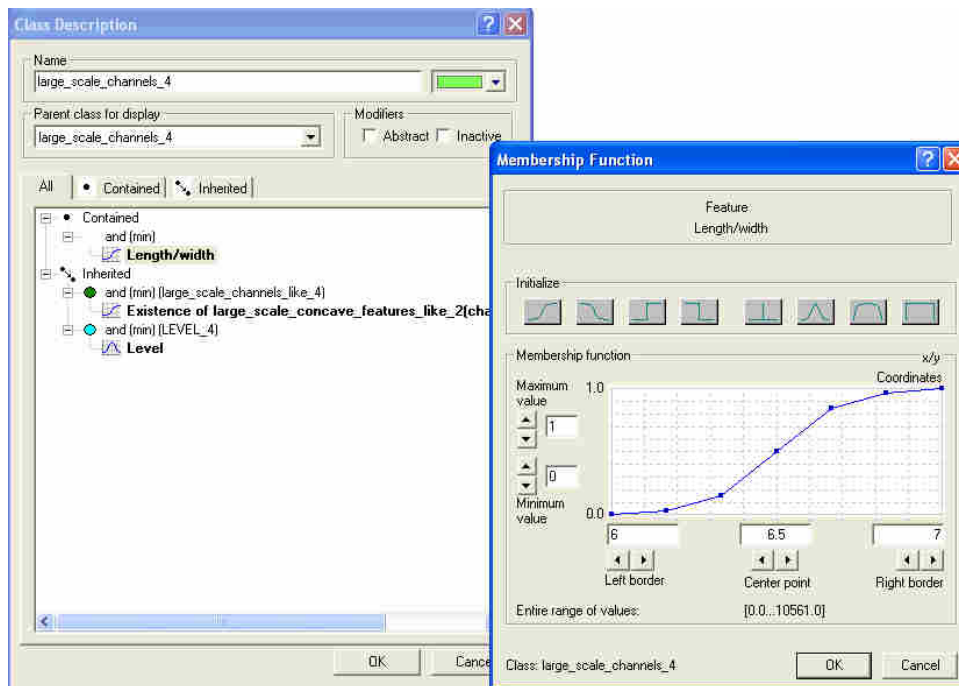 Class Description
Name
large_scale_channels_4
Parent class for display
large_scale_channels_4
Modifiers
Abstract
Inactive
All
Contained
Inherited
Contained
and (min)
Length/width
Inherited
and (min) (large_scale_channels_like_4)
Existence of large_scale_concave_features_like_2(cha
and (min) (LEVEL_4)
Level
OK
Cance
Membership Function
Feature
Length/width
Initialize
Membership function
x/y
Coordinates
Maximum
value
1.0
1
0
Minimum
value
0.0
6
6.5
7
Left border
Center point
Right border
Entire range of values:
[0.0...10561.0]
Class: large_scale_channels_4
OK
Cancel